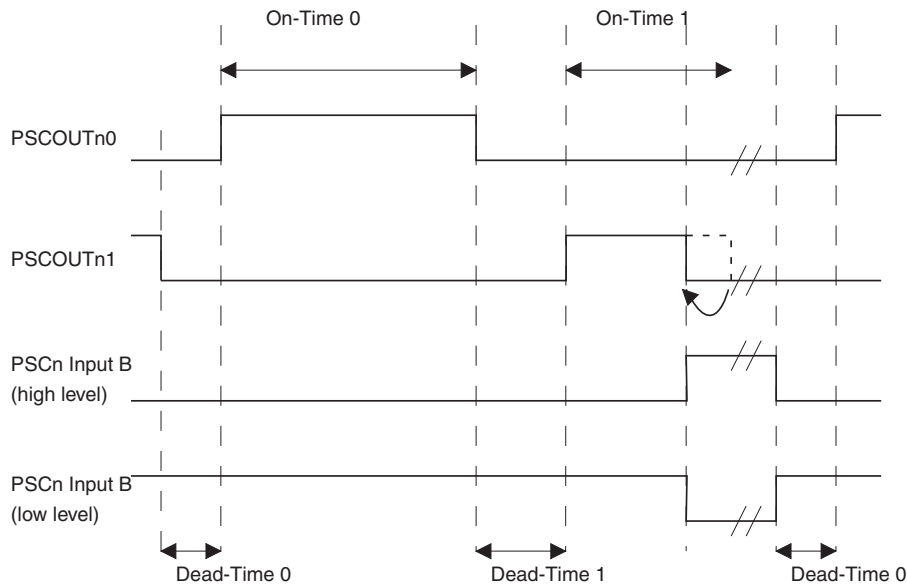 On-Time 0
On-Time 1
PSCOUTn0
PSCOUTn1
PSCn Input B
(high level)
PSCn Input B
(low level)
Dead-Time 0
Dead-Time 1
Dead-Time 0